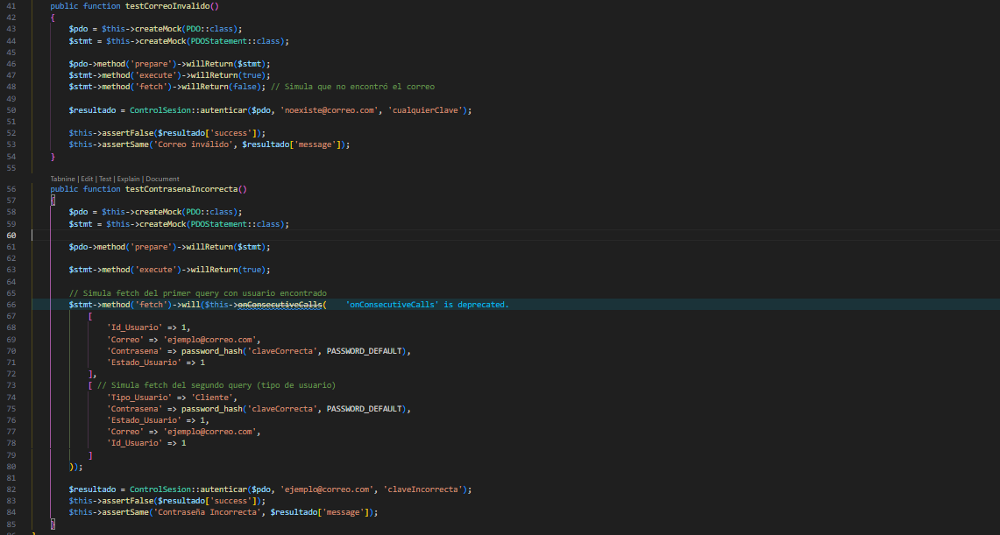 41 public function testCorreoInvalido()
42 {
43 $pdo = $this->createMock(PDO::class);
44 $stmt = $this->createMock(PDOStatement::class);
45
46 $pdo->method('prepare')->willReturn($stmt);
47 $stmt->method('execute')->willReturn(true);
48 $stmt->method('fetch')->willReturn(false); // Simula que no encontró el correo
49
50 $resultado = ControlSesion::autenticar($pdo, 'noexiste@correo.com', 'cualquierClave');
51
52 $this->assertFalse($resultado['success']);
53 $this->assertSame('Correo inválido', $resultado['message']);
54 }
55
Tabnine | Edit | Test | Explain | Document
56 public function testContrasenaIncorrecta()
57 {
58 $pdo = $this->createMock(PDO::class);
59 $stmt = $this->createMock(PDOStatement::class);
60
61 $pdo->method('prepare')->willReturn($stmt);
62
63 $stmt->method('execute')->willReturn(true);
64
65 // Simula fetch del primer query con usuario encontrado
66 $stmt->method('fetch')->will($this->onConsecutiveCalls( 'onConsecutiveCalls' is deprecated.
67 [
68 'Id_Usuario' => 1,
69 'Correo' => 'ejemplo@correo.com',
70 'Contrasena' => password_hash('claveCorrecta', PASSWORD_DEFAULT),
71 'Estado_Usuario' => 1
72 ],
73 [ // Simula fetch del segundo query (tipo de usuario)
74 'Tipo_Usuario' => 'Cliente',
75 'Contrasena' => password_hash('claveCorrecta', PASSWORD_DEFAULT),
76 'Estado_Usuario' => 1,
77 'Correo' => 'ejemplo@correo.com',
78 'Id_Usuario' => 1
79 ]
80 ));
81
82 $resultado = ControlSesion::autenticar($pdo, 'ejemplo@correo.com', 'claveIncorrecta');
83 $this->assertFalse($resultado['success']);
84 $this->assertSame('Contraseña Incorrecta', $resultado['message']);
85 }